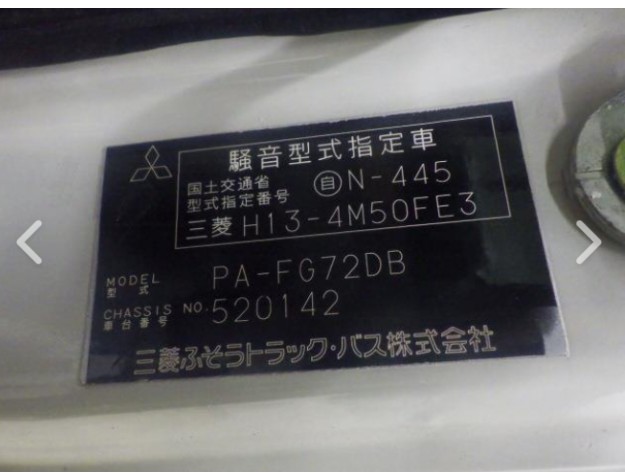 騒音型式指定車
国土交通省
型式指定番号 自N-445
三菱 H13-4M50FE3
MODEL
型式 PA-FG72DB
CHASSIS NO.
車台番号 520142
三菱ふそうトラック・バス株式会社